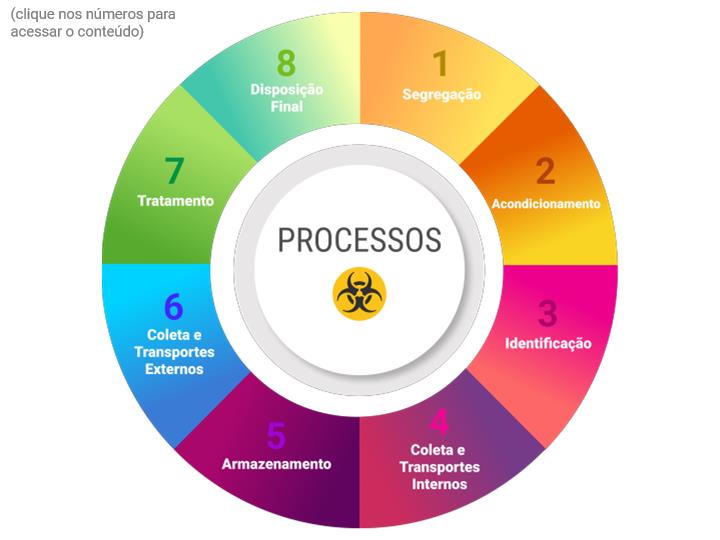 (clique nos números para
acessar o conteúdo)
1
Segregação
2
Acondicionamento
3
Identificação
4
Coleta e
Transportes
Internos
5
Armazenamento
6
Coleta e
Transportes
Externos
7
Tratamento
8
Disposição
Final
PROCESSOS